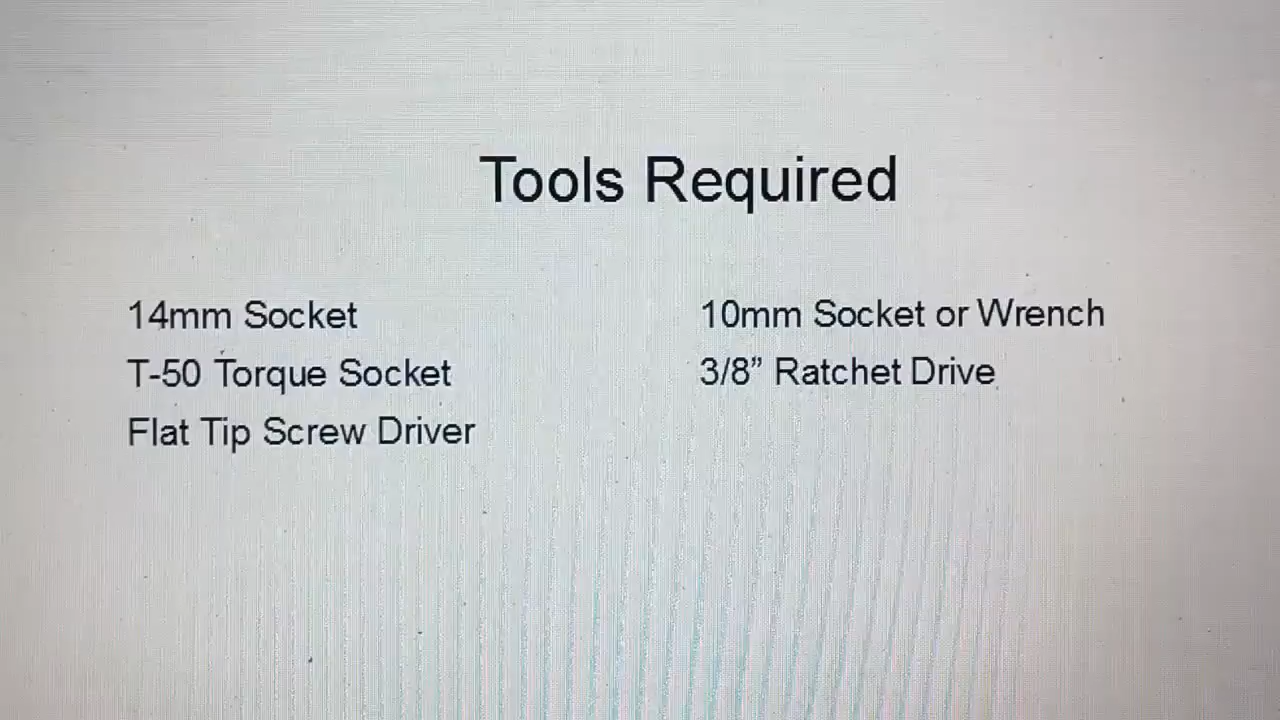 Tools Required
14mm Socket
T-50 Torque Socket
Flat Tip Screw Driver
10mm Socket or Wrench
3/8” Ratchet Drive